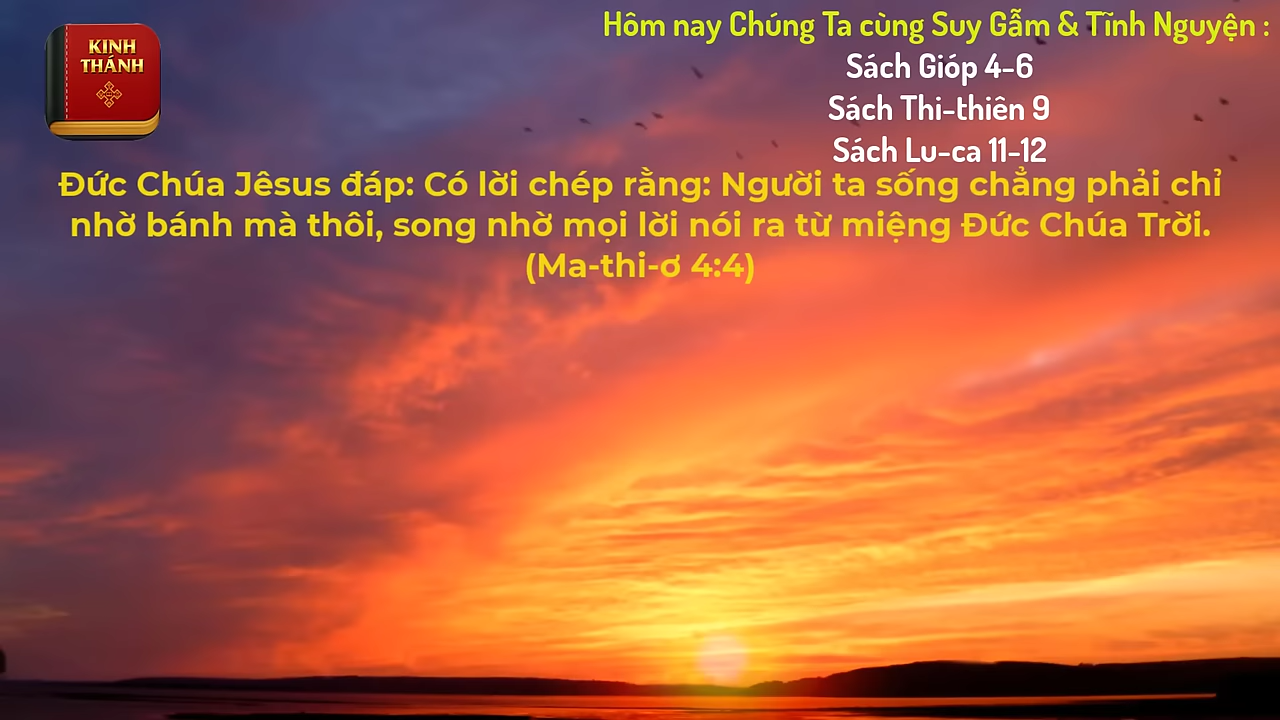 KINH
THÁNH
Hôm nay Chúng Ta cùng Suy Gẫm & Tĩnh Nguyện :
Sách Gióp 4-6
Sách Thi-thiên 9
Sách Lu-ca 11-12
Đức Chúa Jêsus đáp: Có lời chép rằng: Người ta sống chẳng phải chỉ
nhờ bánh mà thôi, song nhờ mọi lời nói ra từ miệng Đức Chúa Trời.
(Ma-thi-ơ 4:4)